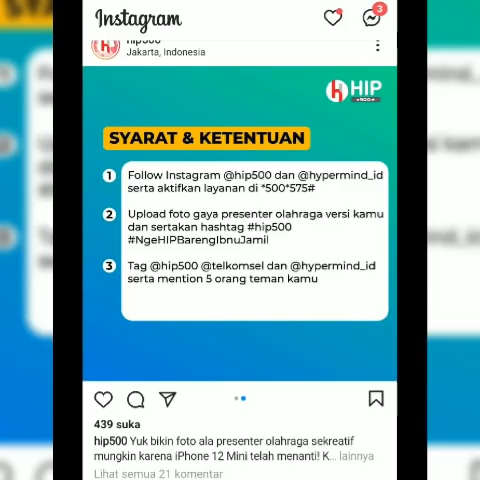 Instagram
3
hip500
Jakarta, Indonesia
HIP
SYARAT & KETENTUAN
1 Follow Instagram @hip500 dan @hypermind_id
serta aktifkan layanan di *500*575#
2 Upload foto gaya presenter olahraga versi kamu
dan sertakan hashtag #hip500
#NgeHIPBarengIbnuJamil
3 Tag @hip500 @telkomsel dan @hypermind_id
serta mention 5 orang teman kamu
439 suka
hip500 Yuk bikin foto ala presenter olahraga sekreatif
mungkin karena iPhone 12 Mini telah menanti! K... lainnya
Lihat semua 21 komentar